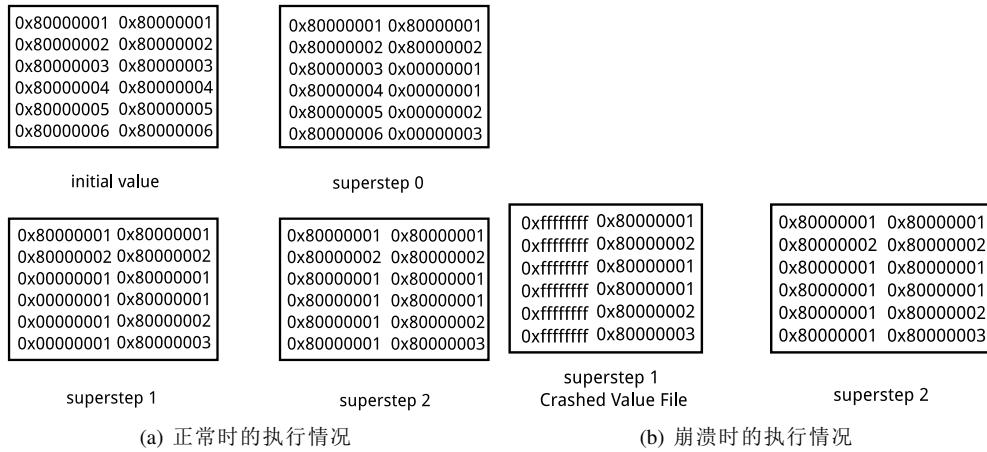 0x80000001 0x80000001
0x80000002 0x80000002
0x80000003 0x80000003
0x80000004 0x80000004
0x80000005 0x80000005
0x80000006 0x80000006
initial value
0x80000001 0x80000001
0x80000002 0x80000002
0x80000003 0x00000001
0x80000004 0x00000001
0x80000005 0x00000002
0x80000006 0x00000003
superstep 0
0x80000001 0x80000001
0x80000002 0x80000002
0x00000001 0x80000001
0x00000001 0x80000001
0x00000001 0x80000002
0x00000001 0x80000003
superstep 1
0x80000001 0x80000001
0x80000002 0x80000002
0x80000001 0x80000001
0x80000001 0x80000001
0x80000001 0x80000002
0x80000001 0x80000003
superstep 2
(a) 正常时的执行情况
0xffffffff 0x80000001
0xffffffff 0x80000002
0xffffffff 0x80000001
0xffffffff 0x80000001
0xffffffff 0x80000002
0xffffffff 0x80000003
superstep 1
Crashed Value File
0x80000001 0x80000001
0x80000002 0x80000002
0x80000001 0x80000001
0x80000001 0x80000001
0x80000001 0x80000002
0x80000001 0x80000003
superstep 2
(b) 崩溃时的执行情况